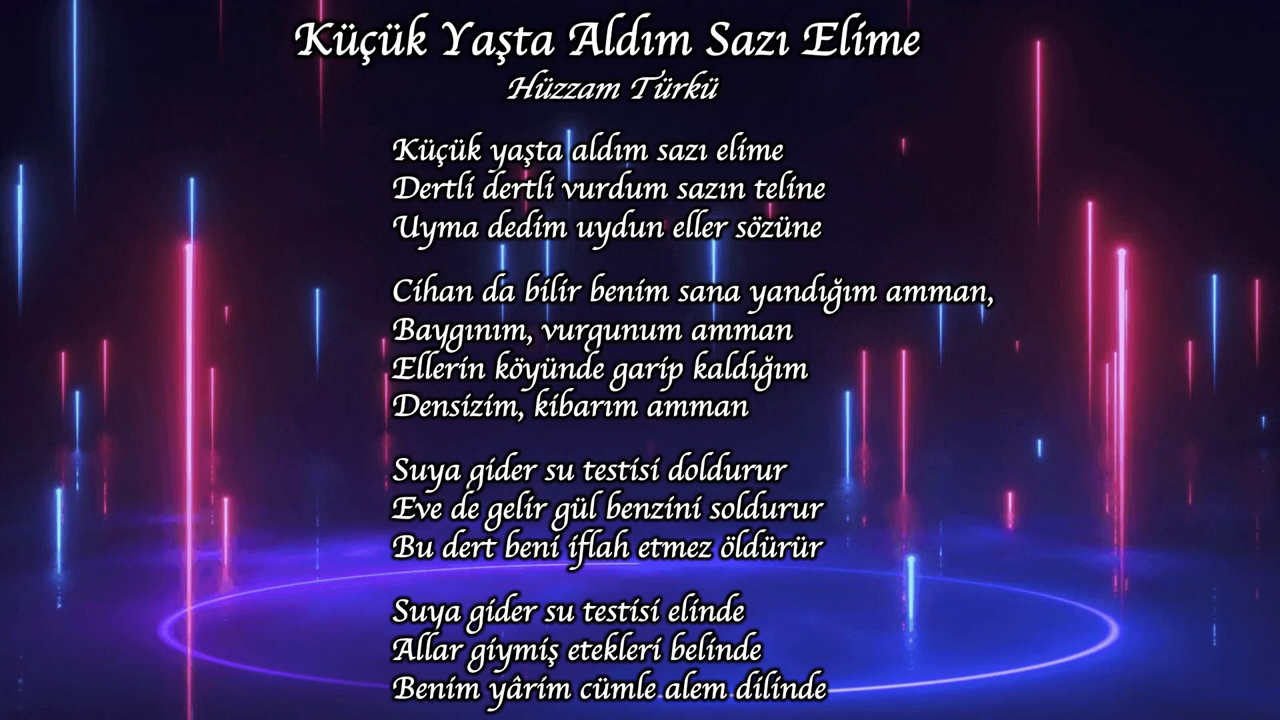 Küçük Yaşta Aldım Sazı Elime
Hüzzam Türkü
Küçük yaşta aldım sazı elime
Dertli dertli vurdum sazın teline
Uyma dedim uydun eller sözüne
Cihan da bilir benim sana yandığım amman,
Baygınım, vurgunum amman
Ellerin köyünde garip kaldığım
Densizim, kibarım amman
Suya gider su testisi doldurur
Eve de gelir gül benzini soldurur
Bu dert beni iflah etmez öldürür
Suya gider su testisi elinde
Allar giymiş etekleri belinde
Benim yârim cümle alem dilinde